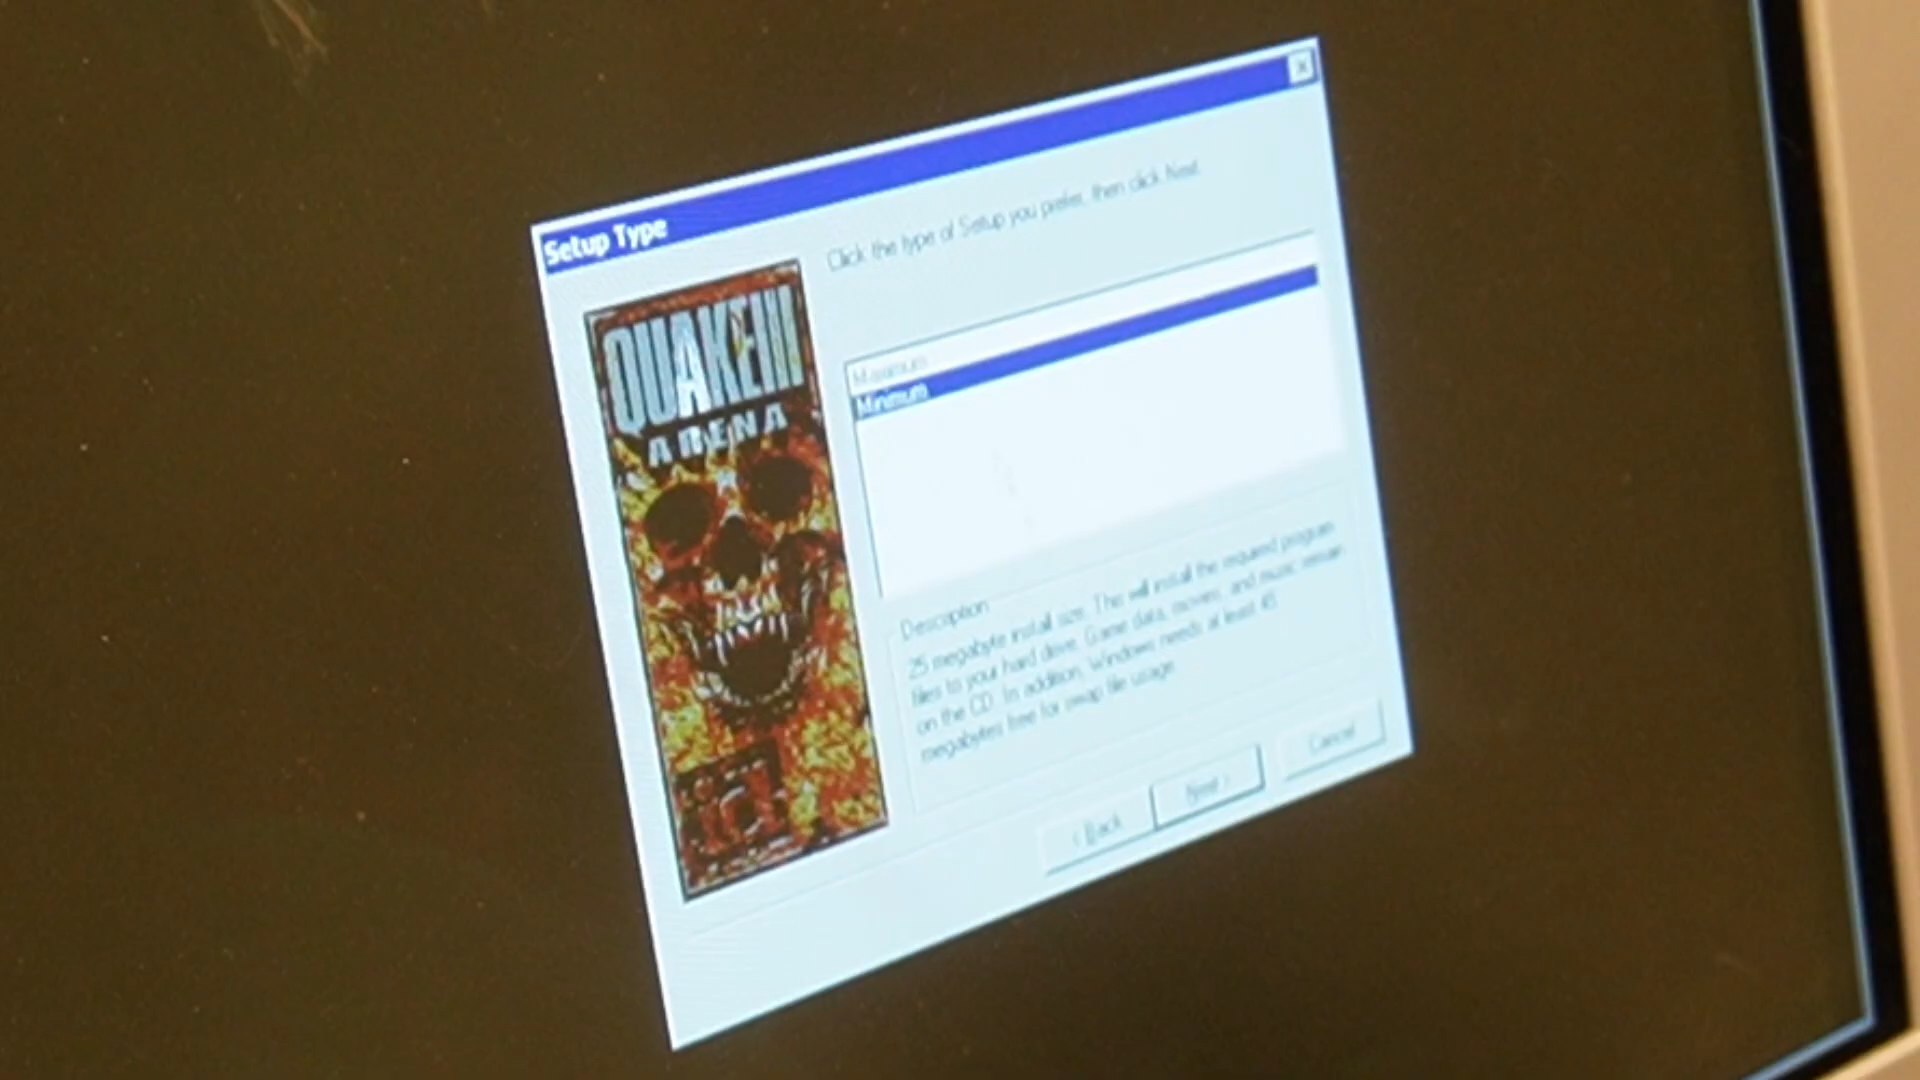 Setup Type
Click the type of Setup you prefer, then click Next.
QUAKE III
ARENA
Maximum
Minimum
Description
25 megabyte install size. This will install the required program
files to your hard drive. Game data, movies, and music remain
on the CD. In addition, Windows needs at least 45
megabytes free for swap file usage.
< Back
Next >
Cancel